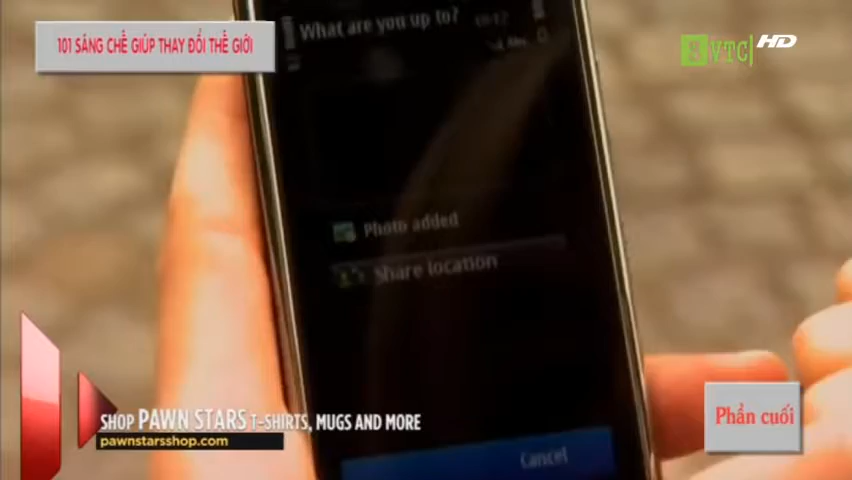 101 SÁNG CHẾ GIÚP THAY ĐỔI THẾ GIỚI
VTC HD
What are you up to?
Photo added
Share location
SHOP PAWN STARS T-SHIRTS, MUGS AND MORE
pawnstarsshop.com
Phần cuối
Cancel